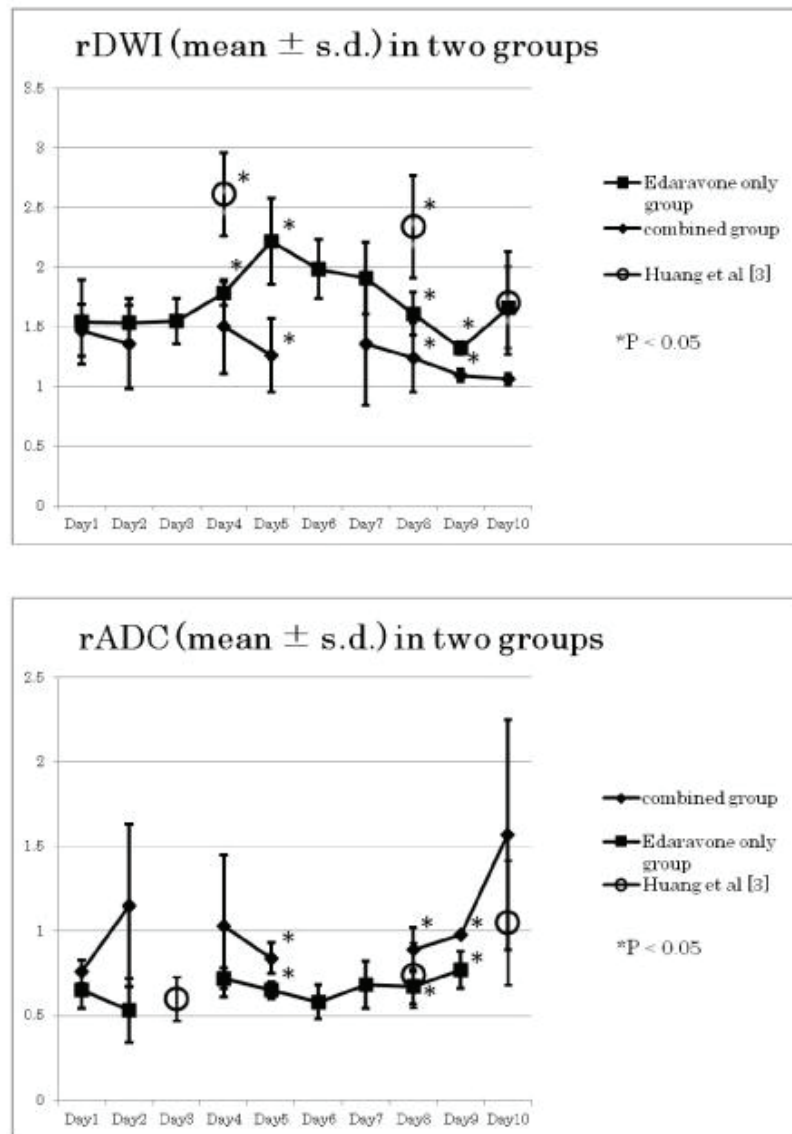 rDWI (mean ± s.d.) in two groups
3.5
3
2.5
2
1.5
1
0.5
0
Day1 Day2 Day3 Day4 Day5 Day6 Day7 Day8 Day9 Day10
* * * * * * * * *
Edaravone only
group
combined group
Huang et al [3]
*P < 0.05
rADC (mean ± s.d.) in two groups
2.5
2
1.5
1
0.5
0
Day1 Day2 Day3 Day4 Day5 Day6 Day7 Day8 Day9 Day10
* * * * * *
combined group
Edaravone only
group
Huang et al [3]
*P < 0.05